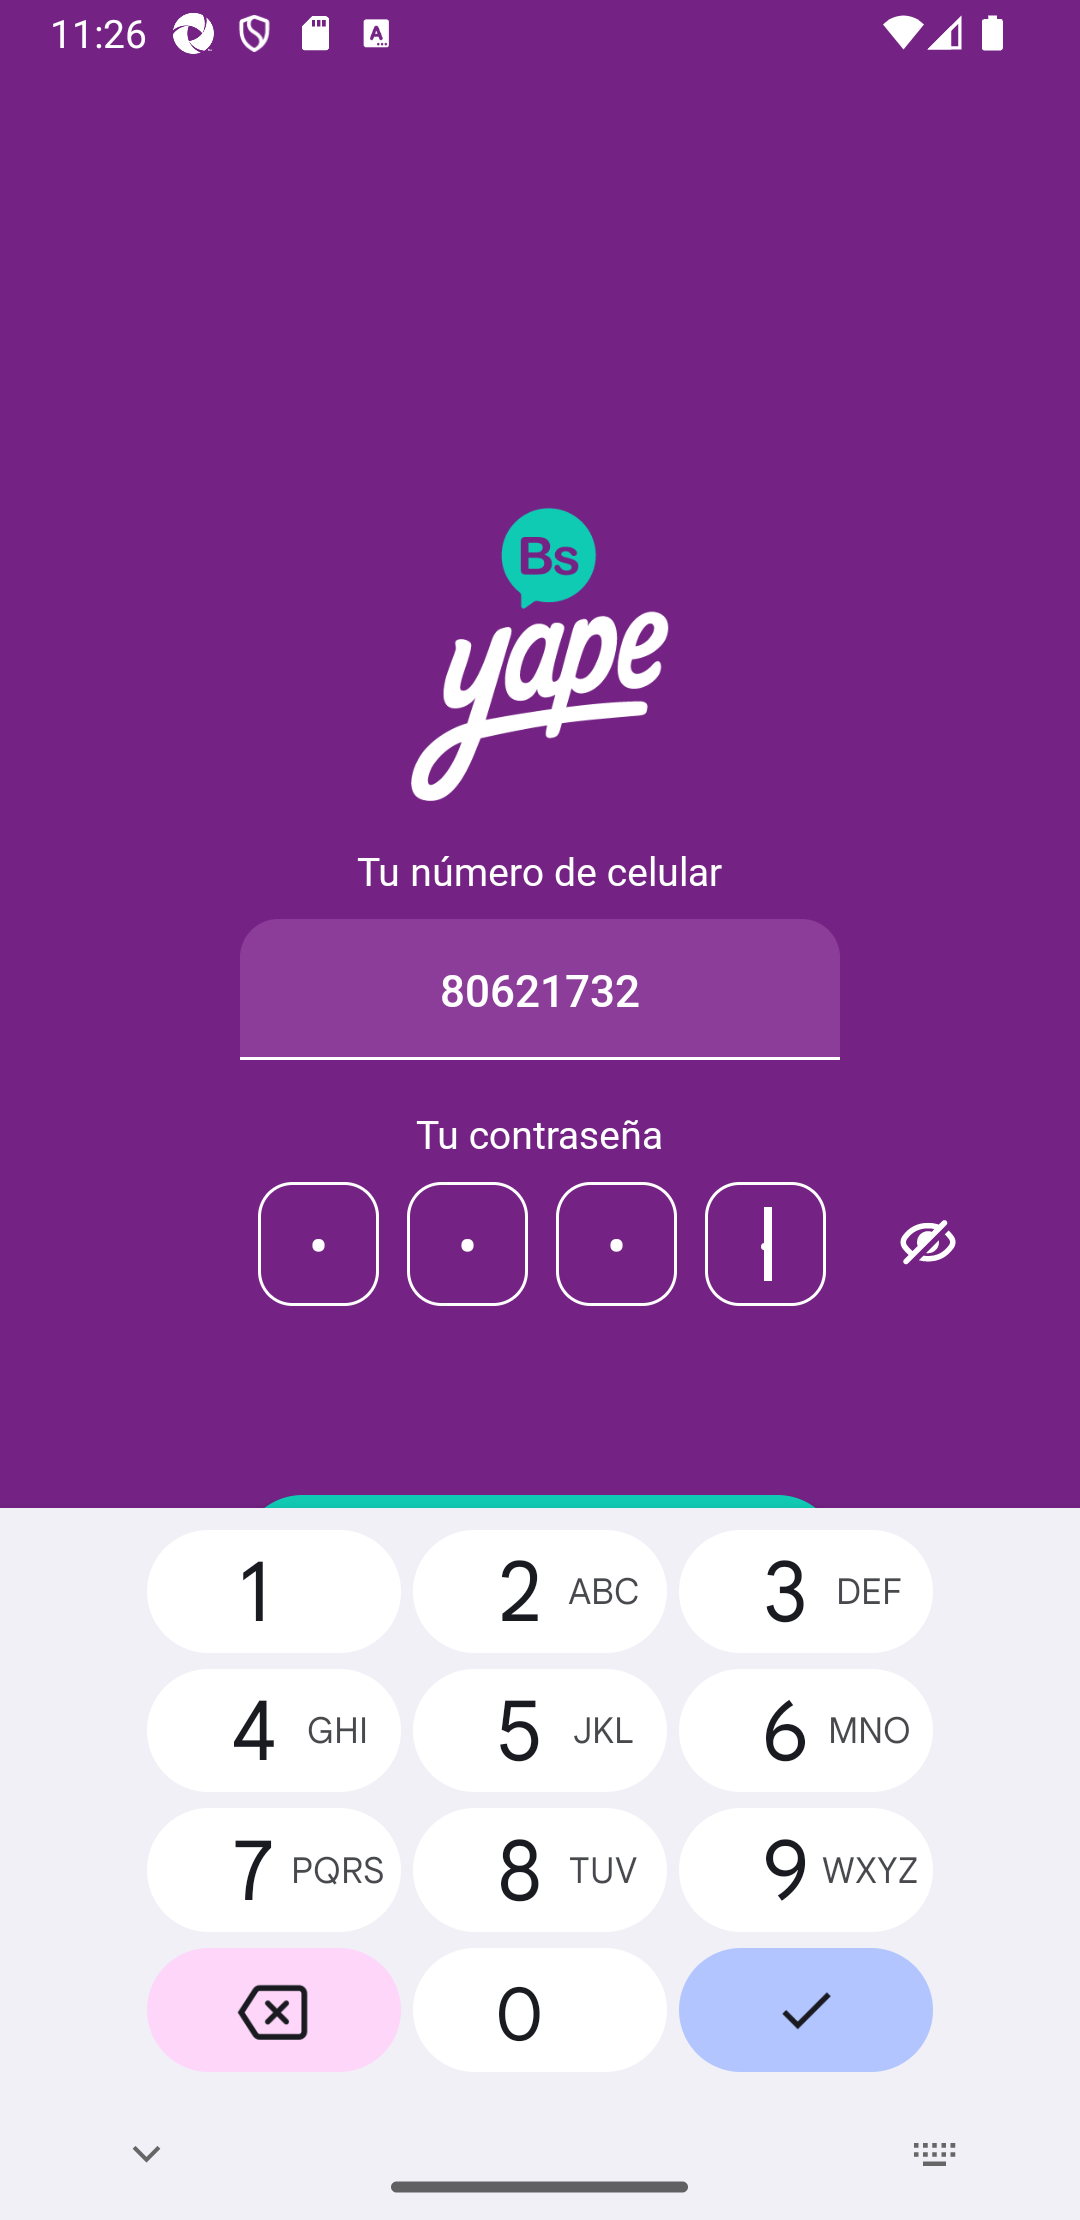 11:26
Bs
yape
Tu número de celular
80621732
Tu contraseña
1
2 ABC
3 DEF
4 GHI
5 JKL
6 MNO
7 PQRS
8 TUV
9 WXYZ
0